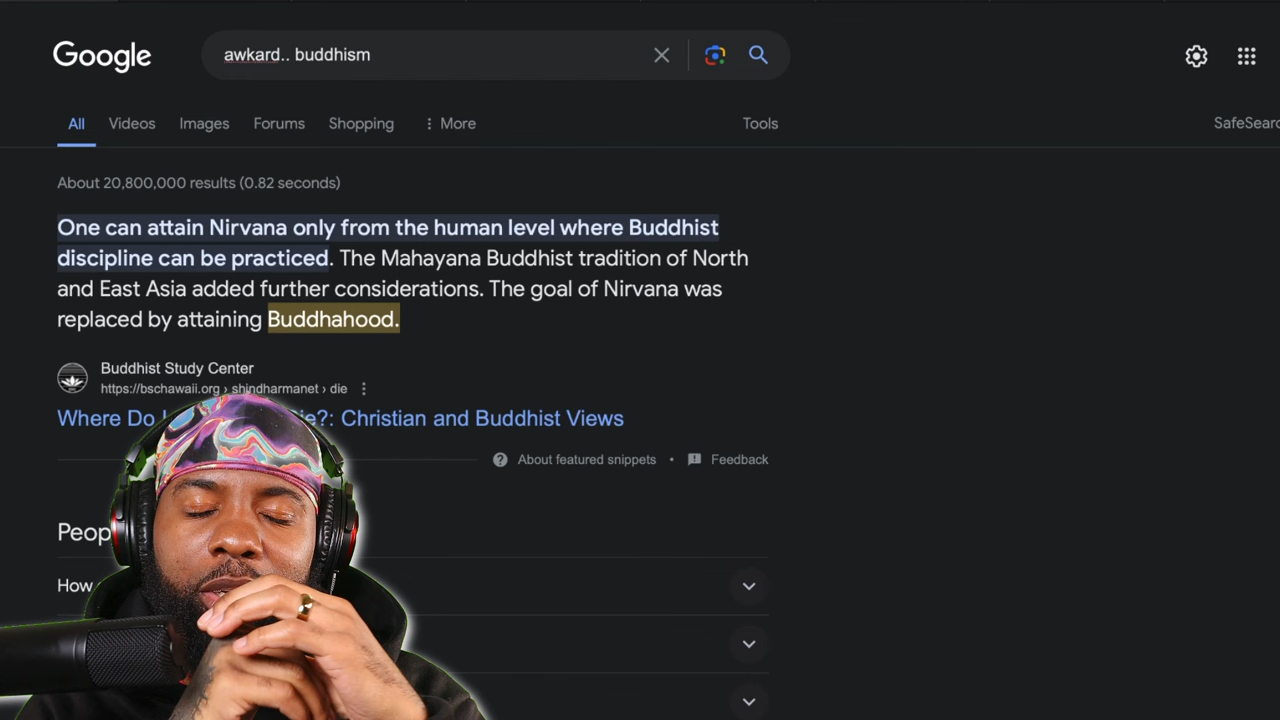 Google
awkard.. buddhism
All Videos Images Forums Shopping More Tools SafeSearc
About 20,800,000 results (0.82 seconds)
One can attain Nirvana only from the human level where Buddhist
discipline can be practiced. The Mahayana Buddhist tradition of North
and East Asia added further considerations. The goal of Nirvana was
replaced by attaining Buddhahood.
Buddhist Study Center
https://bschawaii.org › shindharmanet › die
Where Do ?: Christian and Buddhist Views
About featured snippets • Feedback
Peop
How